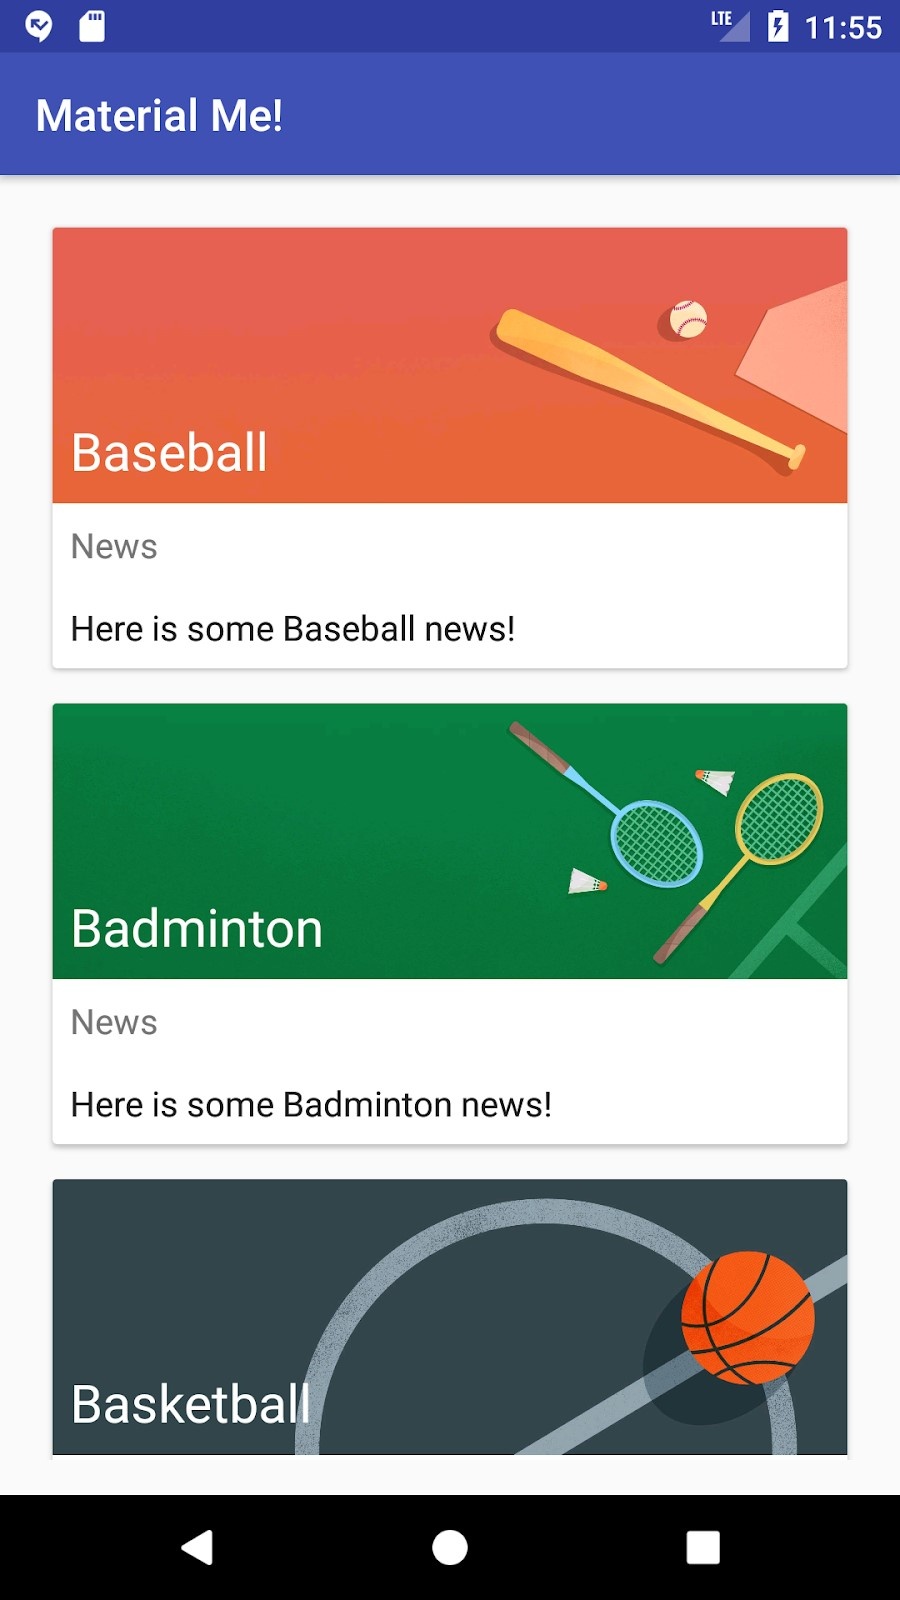 LTE 11:55
Material Me!
Baseball
News
Here is some Baseball news!
Badminton
News
Here is some Badminton news!
Basketball